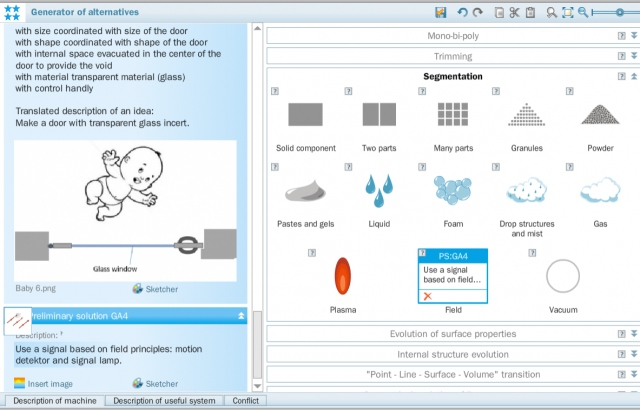 Generator of alternatives
with size coordinated with size of the door
with shape coordinated with shape of the door
with internal space evacuated in the center of the
door to provide the void
with material transparent material (glass)
with control handly
Translated description of an idea:
Make a door with transparent glass incert.
Glass window
Baby 6.png
Sketcher
Preliminary solution GA4
Description:
Use a signal based on field principles: motion
detektor and signal lamp.
Insert image
Sketcher
Description of machine
Description of useful system
Conflict
Mono-bi-poly
Trimming
Segmentation
Solid component
Two parts
Many parts
Granules
Powder
Pastes and gels
Liquid
Foam
Drop structures
and mist
Gas
Plasma
PS:GA4
Use a signal
based on field...
Field
Vacuum
Evolution of surface properties
Internal structure evolution
"Point - Line - Surface - Volume" transition